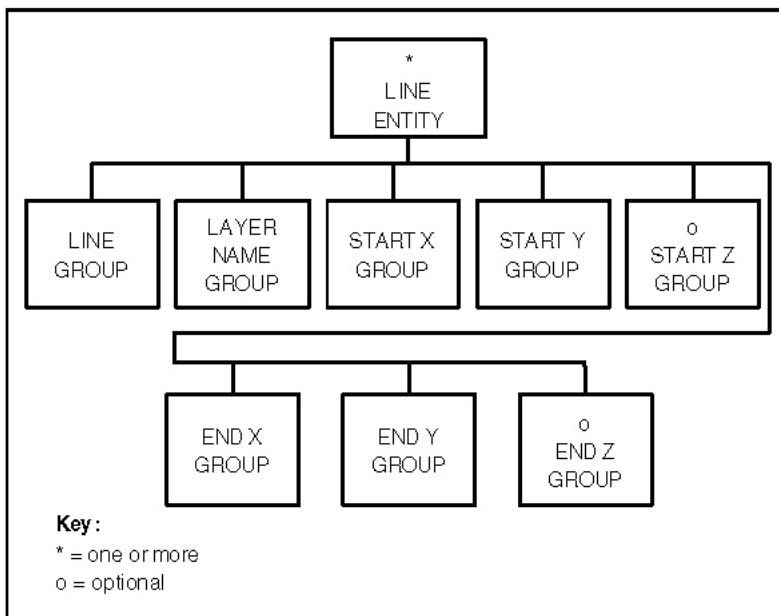 *
LINE
ENTITY
LINE
GROUP
LAYER
NAME
GROUP
START X
GROUP
START Y
GROUP
o
START Z
GROUP
END X
GROUP
END Y
GROUP
o
END Z
GROUP
Key :
* = one or more
o = optional